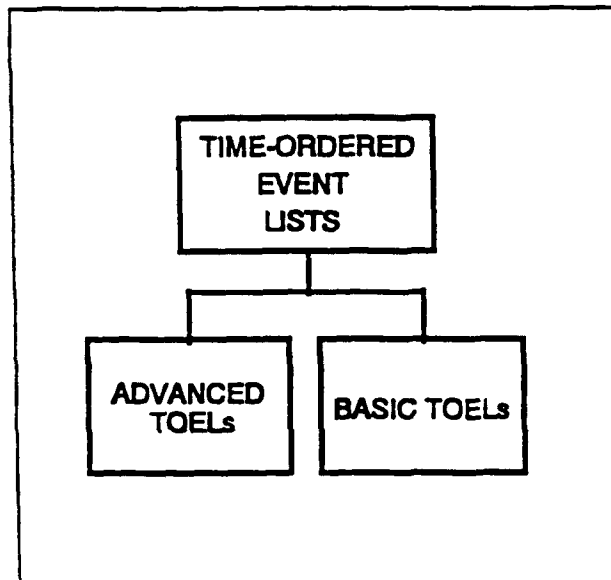 TIME-ORDERED
EVENT
LISTS
ADVANCED
TOELs
BASIC TOELs